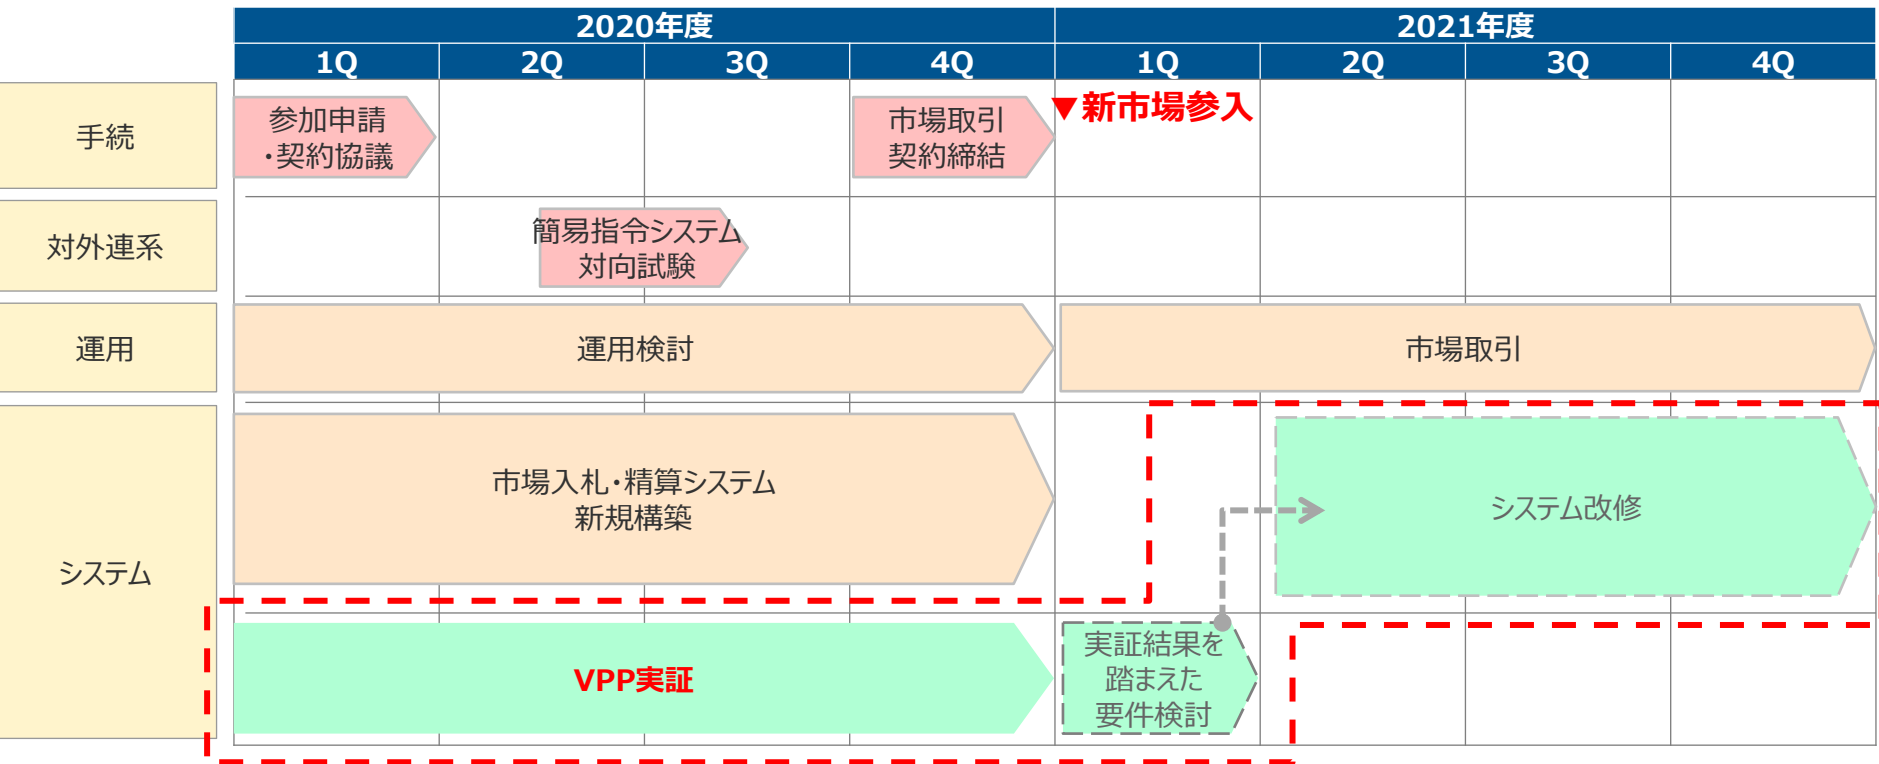 2020年度
2021年度
1Q
2Q
3Q
4Q
1Q
2Q
3Q
4Q
手続
参加申請
・契約協議
市場取引
契約締結
▼新市場参入
対外連系
簡易指令システム
対向試験
運用
運用検討
市場取引
システム
市場入札・精算システム
新規構築
システム改修
VPP実証
実証結果を
踏まえた
要件検討